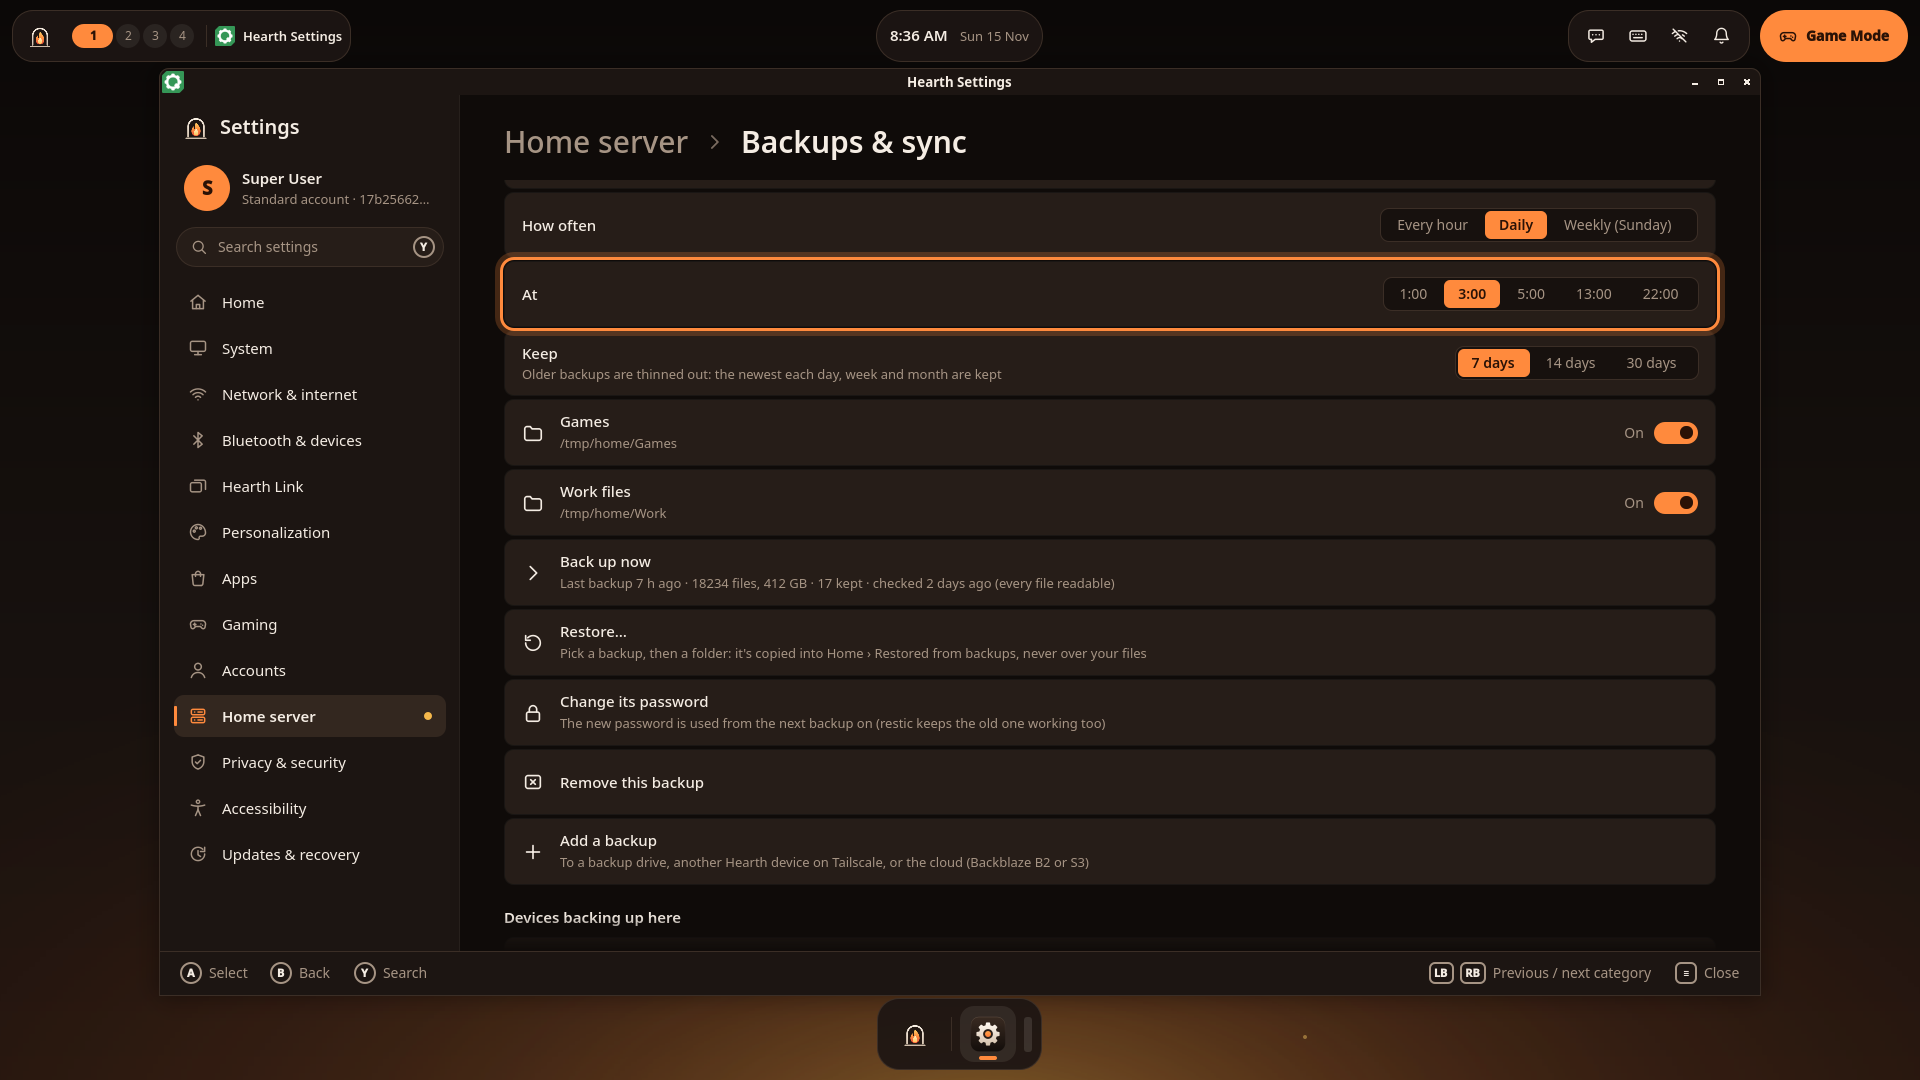 1 2 3 4 Hearth Settings
8:36 AM Sun 15 Nov
Game Mode
Hearth Settings
Settings
S
Super User
Standard account · 17b25662...
Search settings Y
Home
System
Network & internet
Bluetooth & devices
Hearth Link
Personalization
Apps
Gaming
Accounts
Home server
Privacy & security
Accessibility
Updates & recovery
Home server Backups & sync
How often Every hour Daily Weekly (Sunday)
At 1:00 3:00 5:00 13:00 22:00
Keep 7 days 14 days 30 days
Older backups are thinned out: the newest each day, week and month are kept
Games
/tmp/home/Games
On
Work files
/tmp/home/Work
On
Back up now
Last backup 7 h ago · 18234 files, 412 GB · 17 kept · checked 2 days ago (every file readable)
Restore...
Pick a backup, then a folder: it's copied into Home › Restored from backups, never over your files
Change its password
The new password is used from the next backup on (restic keeps the old one working too)
Remove this backup
Add a backup
To a backup drive, another Hearth device on Tailscale, or the cloud (Backblaze B2 or S3)
Devices backing up here
A Select B Back Y Search LB RB Previous / next category Close